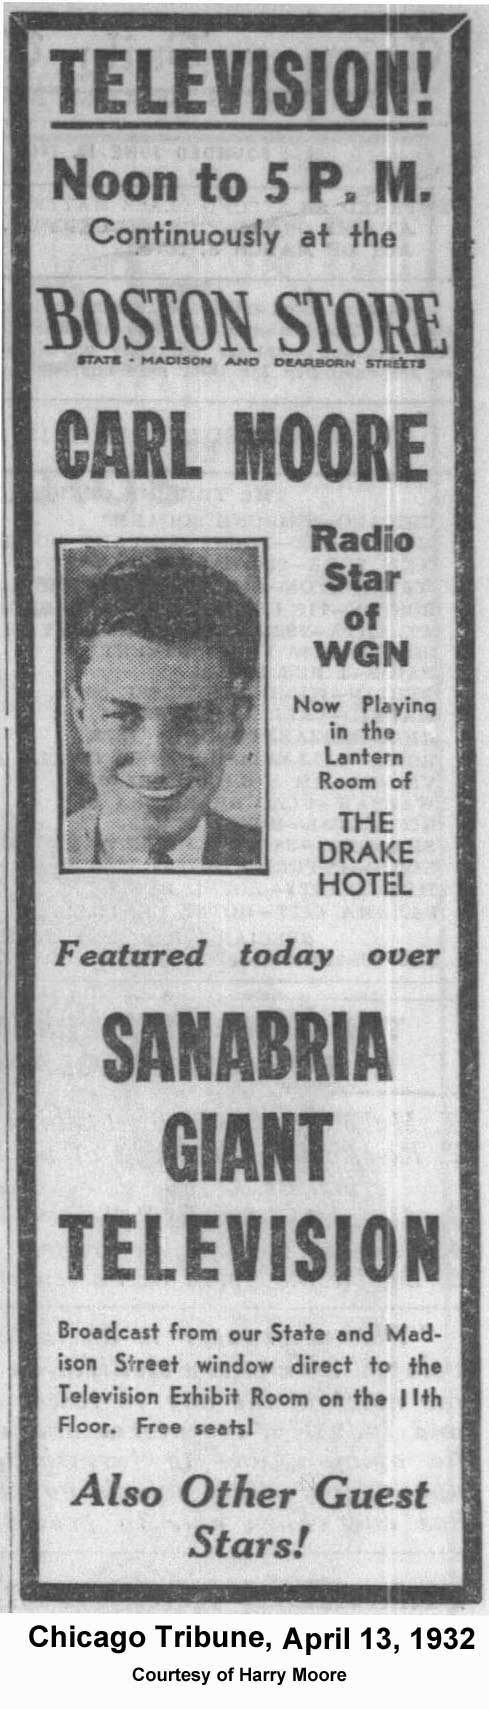 TELEVISION!
Noon to 5 P. M.
Continuously at the
BOSTON STORE
STATE - MADISON AND DEARBORN STREETS
CARL MOORE
Radio
Star
of
WGN
Now Playing
in the
Lantern
Room of
THE
DRAKE
HOTEL
Featured today over
SANABRIA
GIANT
TELEVISION
Broadcast from our State and Mad-
ison Street window direct to the
Television Exhibit Room on the 11th
Floor. Free seats!
Also Other Guest
Stars!
Chicago Tribune, April 13, 1932
Courtesy of Harry Moore